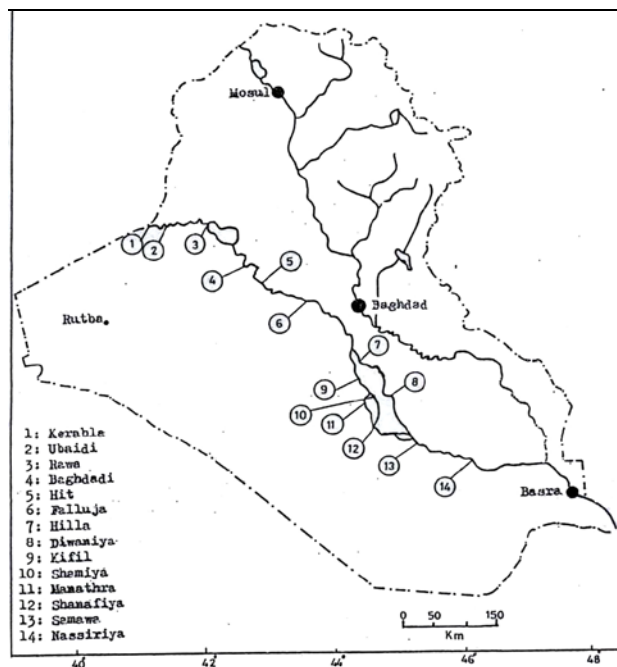 Mosul
1
2
3
4
5
6
Rutba
Baghdad
7
8
9
10
11
12
13
14
Basra
1: Kerabla
2: Ubaidi
3: Rawa
4: Baghdadi
5: Hit
6: Falluja
7: Hilla
8: Diwaniya
9: Kifil
10: Shamiya
11: Manathra
12: Shanafiya
13: Samawa
14: Nassiriya
0 50 150
Km
40 42 44 46 48